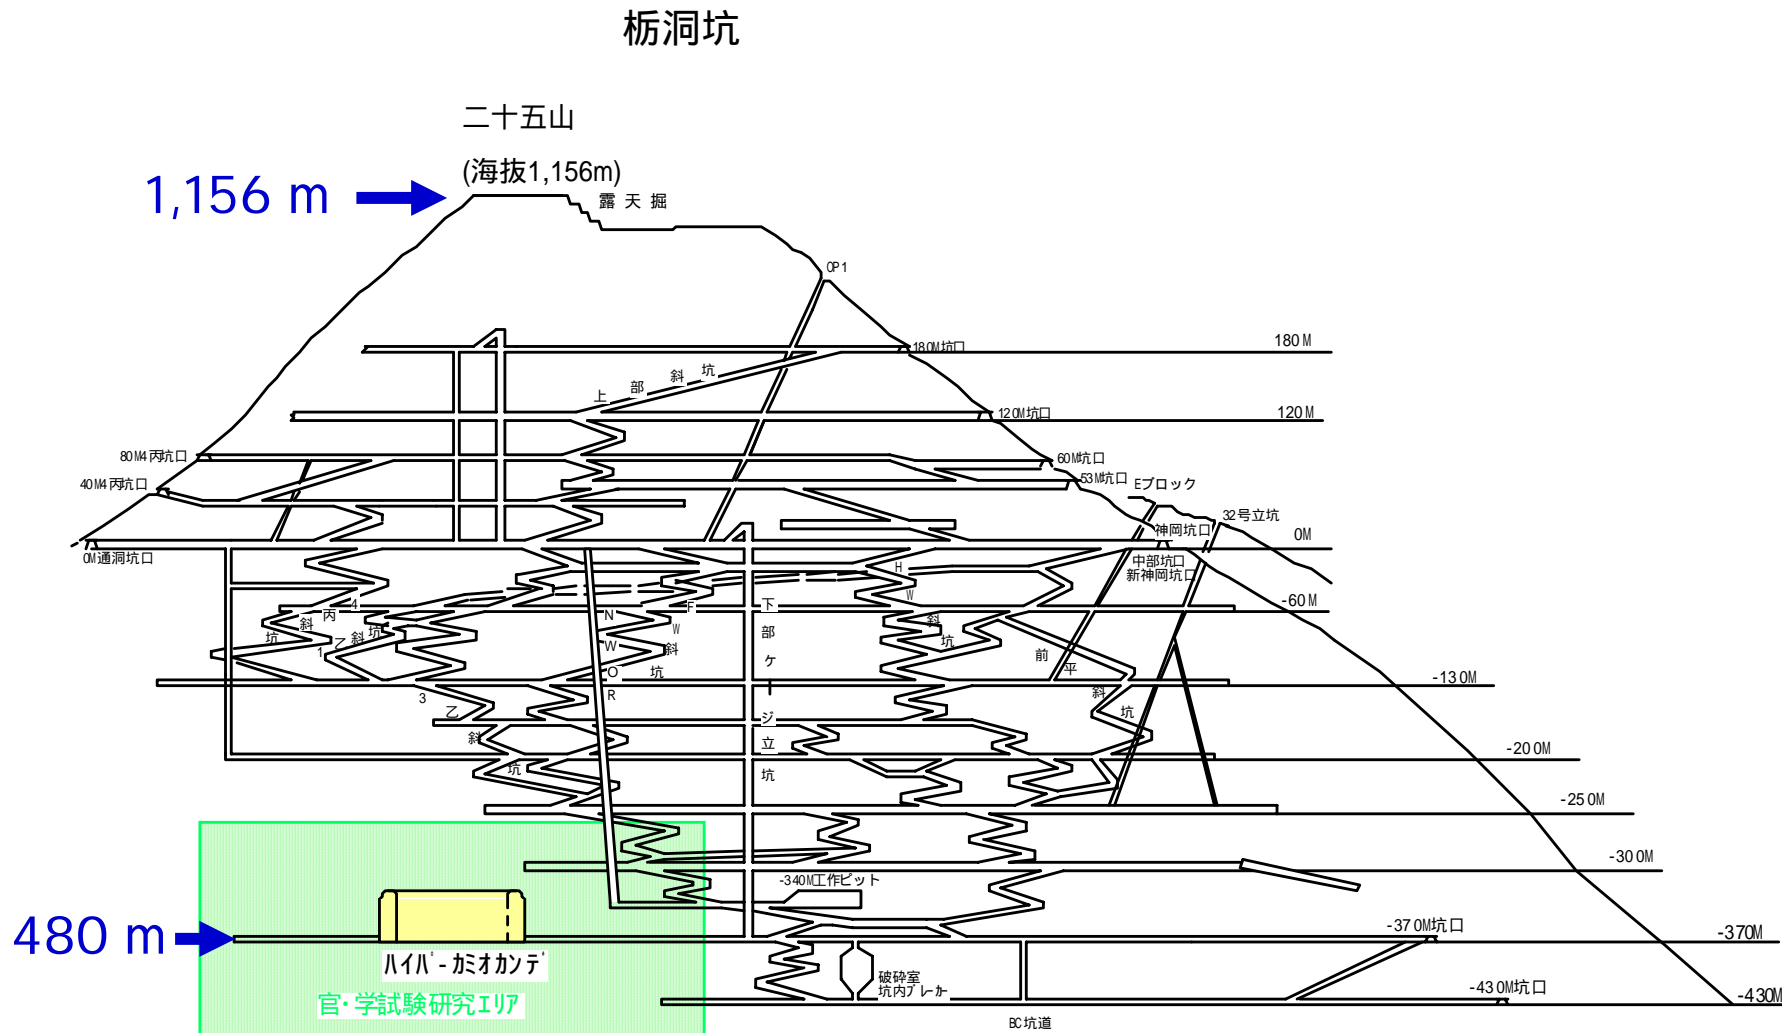 栃洞坑
二十五山
(海抜1,156m)
1,156 m
露天掘
OP1
180M坑口
180M
上部斜坑
120M坑口
120M
80M4丙坑口
60M坑口
40M4丙坑口
53M坑口
Eブロック
32号立坑
神岡坑口
0M
0M通洞坑口
中部坑口
新神岡坑口
HW斜坑
-60M
4丙斜坑
1乙斜坑
NWOR
FW斜坑
下部ケージ立坑
前平斜坑
-130M
3乙斜坑
-200M
-250M
-300M
-340M工作ピット
480 m
-370M坑口
-370M
ハイパ-カミオカンデ
破砕室
坑内ブレーカー
官・学試験研究エリア
-430M坑口
-430M
BC坑道